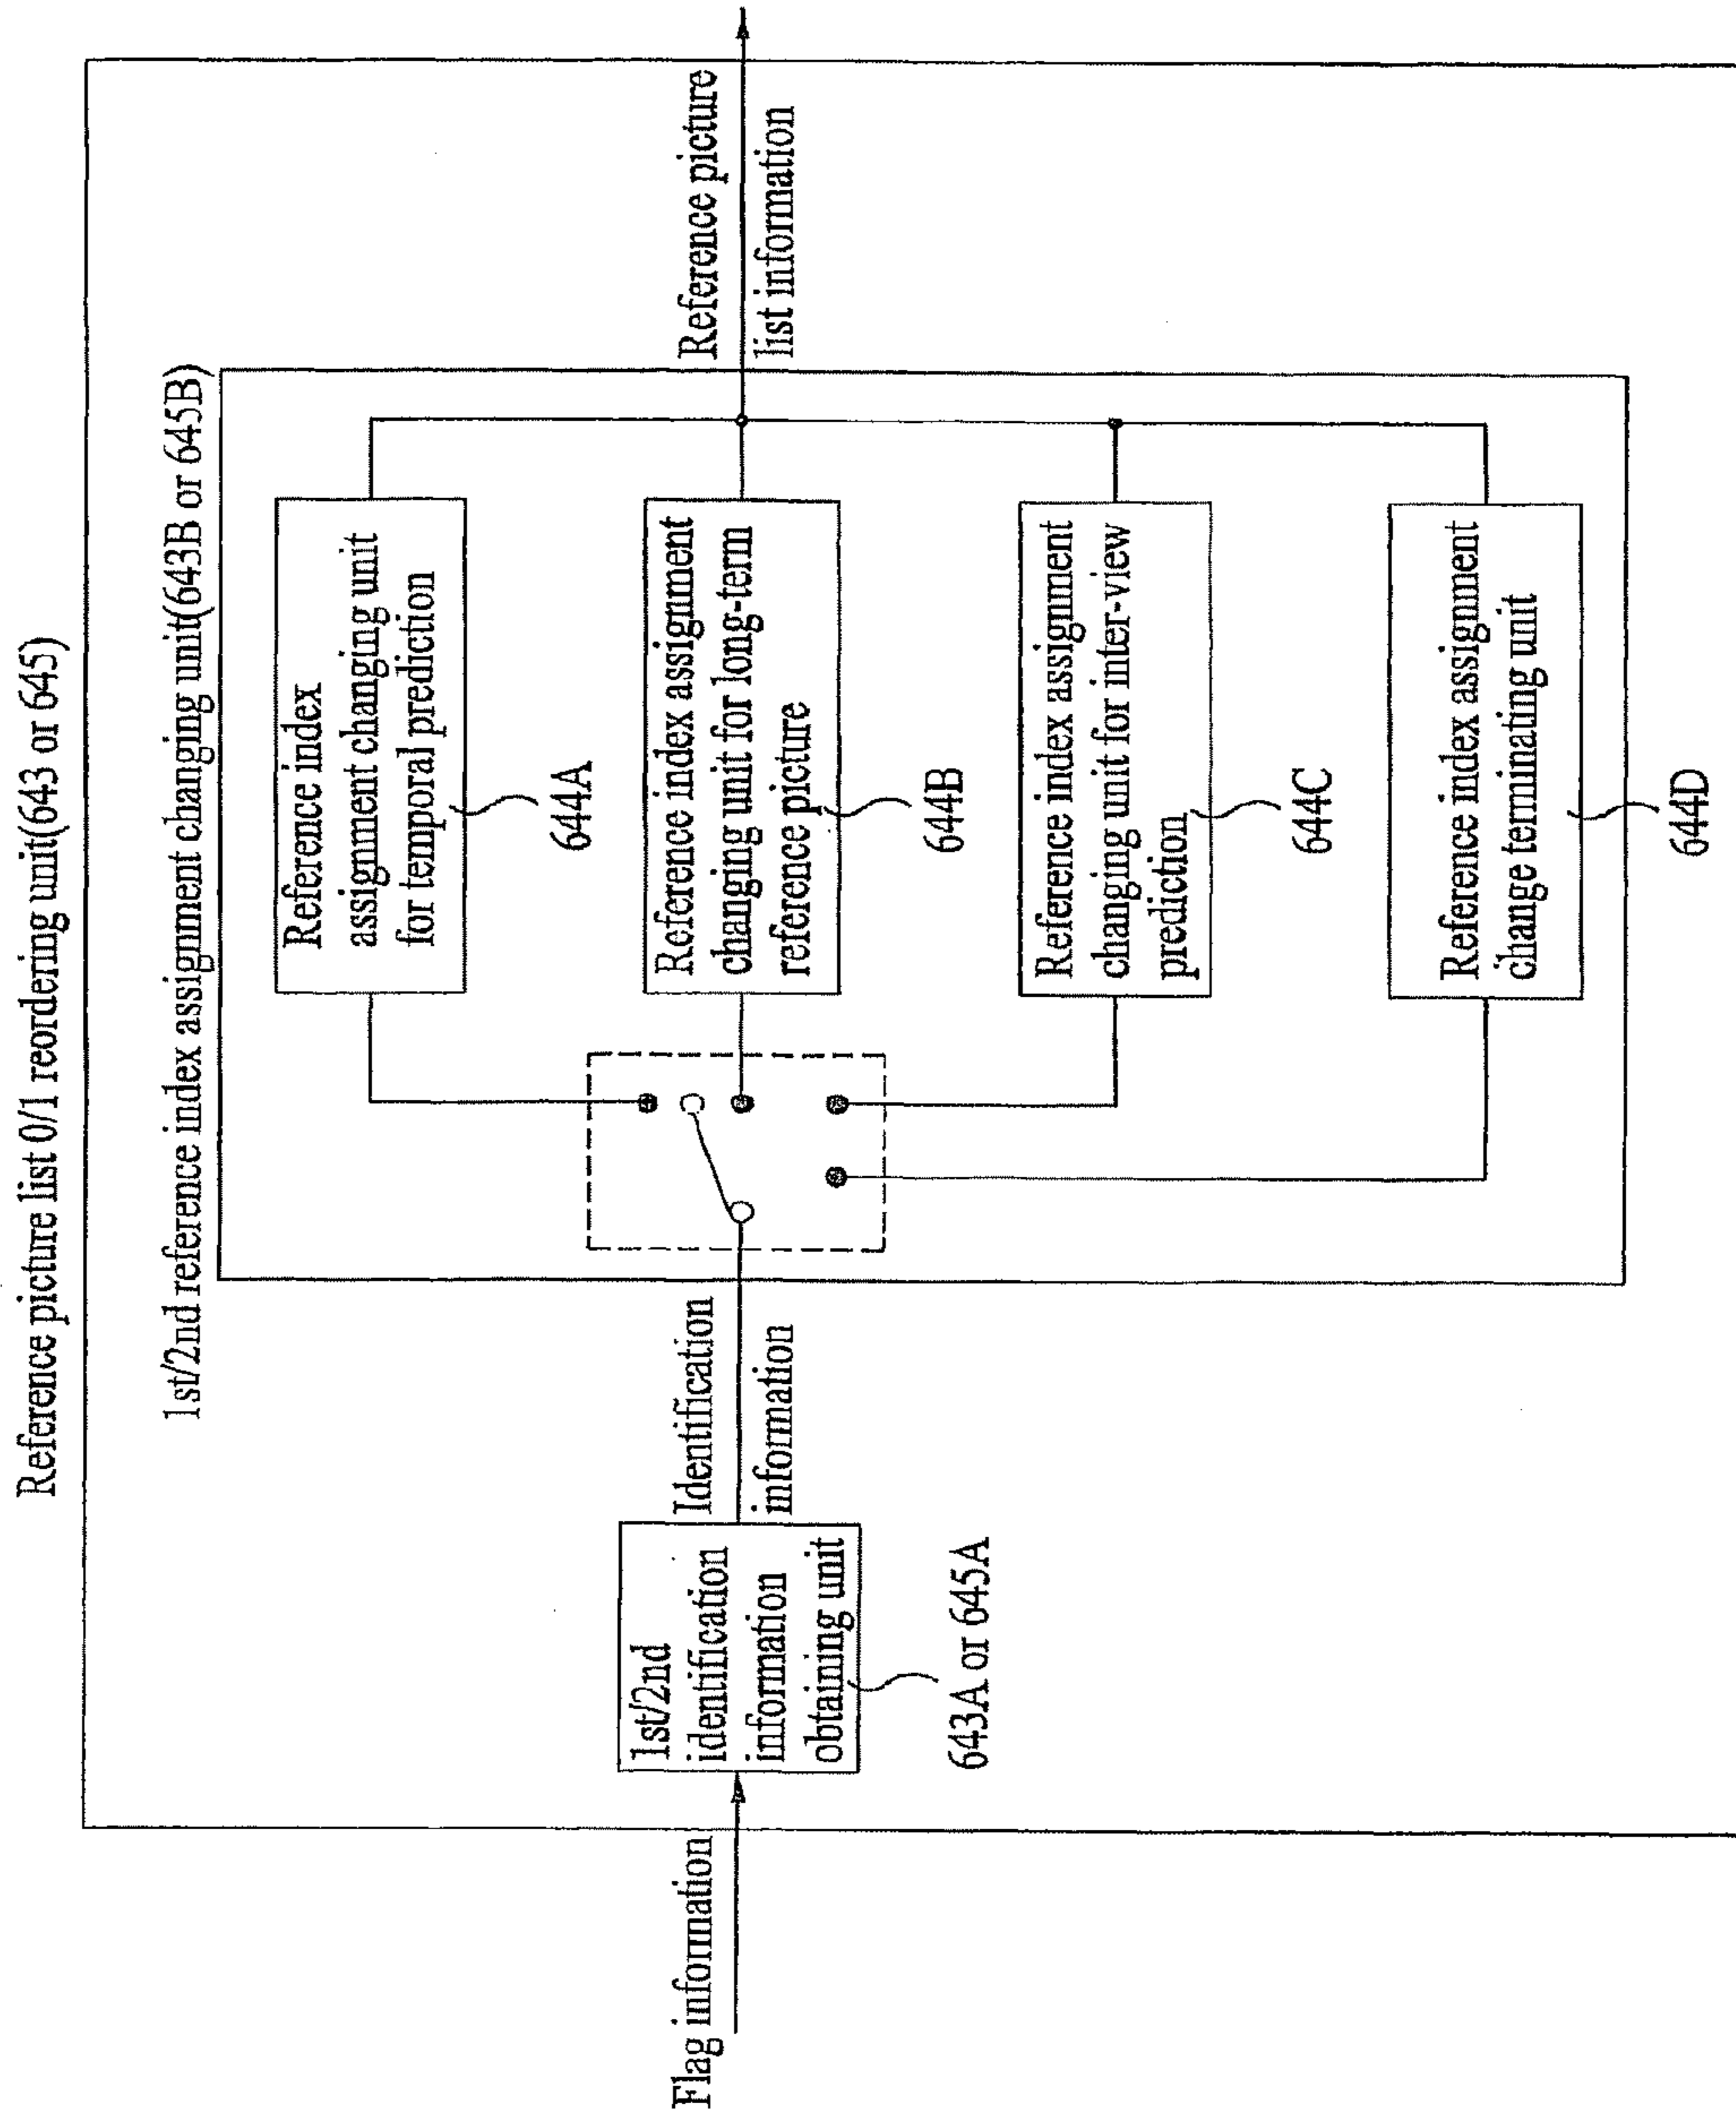 Reference picture list 0/1 reordering unit(643 or 645)
1st/2nd reference index assignment changing unit(643B or 645B)
Flag information
1st/2nd
identification
information
obtaining unit
643A or 645A
Identification
information
Reference index
assignment changing unit
for temporal prediction
644A
Reference index assignment
changing unit for long-term
reference picture
644B
Reference index assignment
changing unit for inter-view
prediction
644C
Reference index assignment
change terminating unit
644D
Reference picture
list information